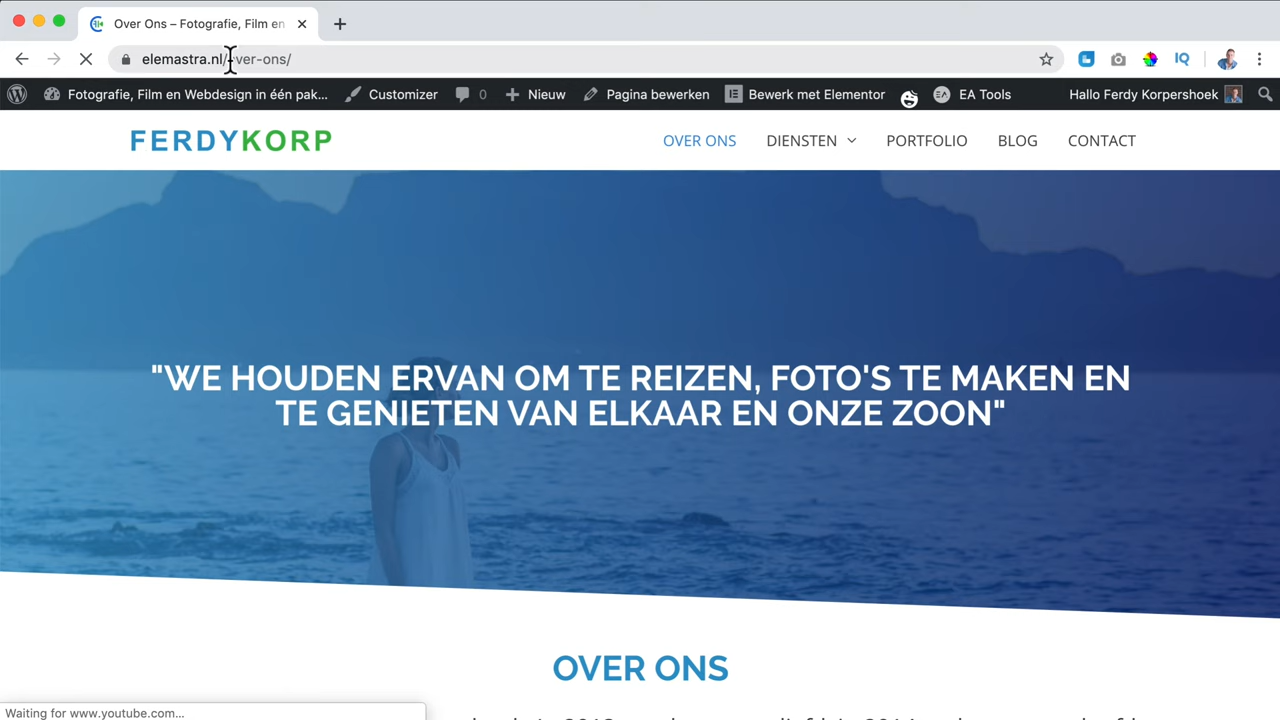 Over Ons – Fotografie, Film en
elemastra.nl/over-ons/
Fotografie, Film en Webdesign in één pak...
Customizer
0
Nieuw
Pagina bewerken
Bewerk met Elementor
EA Tools
Hallo Ferdy Korpershoek
FERDYKORP
OVER ONS
DIENSTEN
PORTFOLIO
BLOG
CONTACT
"WE HOUDEN ERVAN OM TE REIZEN, FOTO'S TE MAKEN EN
TE GENIETEN VAN ELKAAR EN ONZE ZOON"
OVER ONS
Waiting for www.youtube.com...